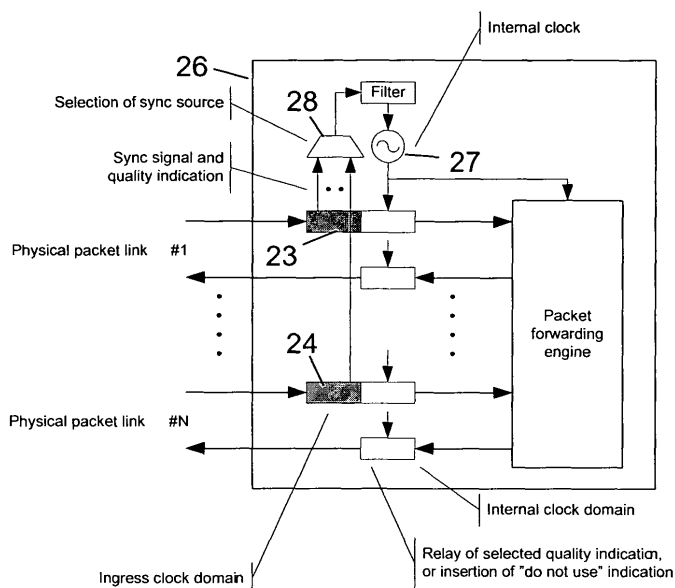 Internal clock
26
Filter
28
Selection of sync source
27
Sync signal and
quality indication
23
Physical packet link #1
Packet
forwarding
engine
24
Physical packet link #N
Internal clock domain
Relay of selected quality indication,
or insertion of "do not use" indication
Ingress clock domain